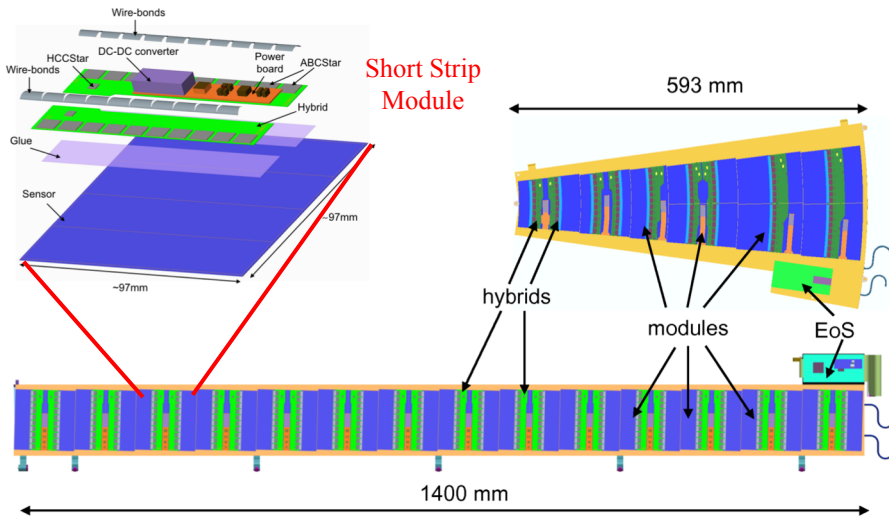 Wire-bonds
DC-DC converter
Power
board
ABCStar
HCCStar
Wire-bonds
Hybrid
Glue
Sensor
~97mm
~97mm
Short Strip
Module
593 mm
hybrids
modules
EoS
1400 mm